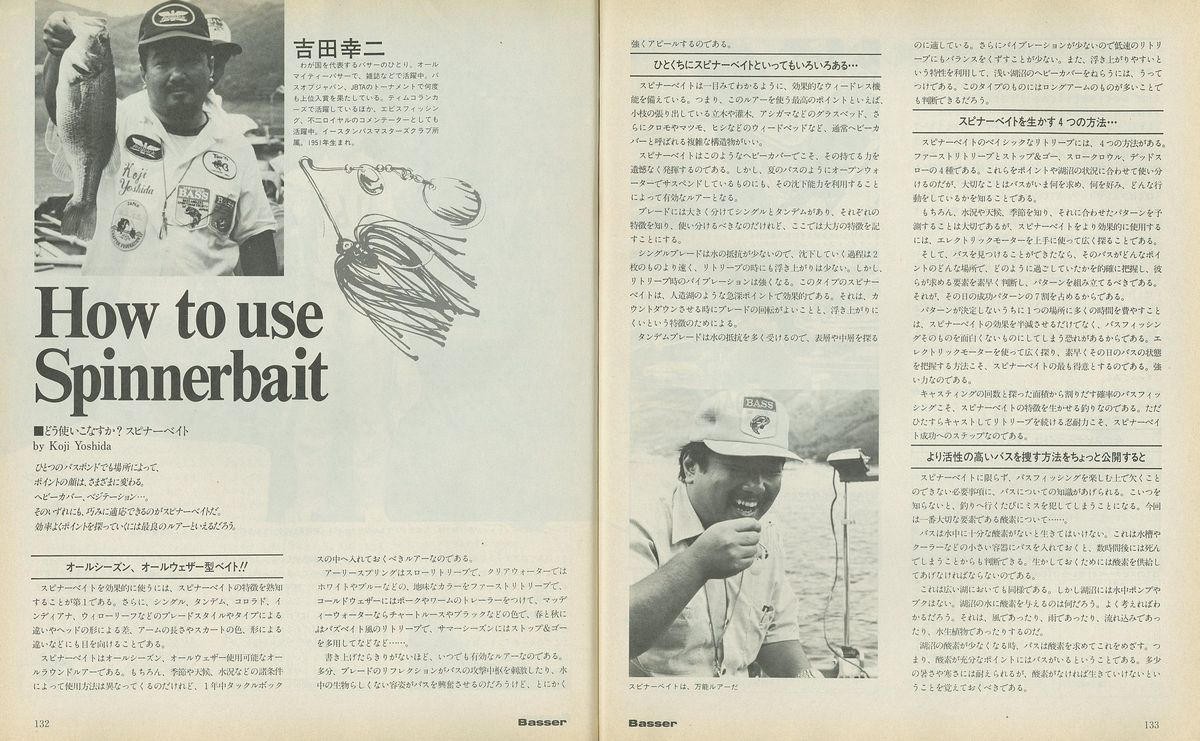 吉田幸二
わが国を代表するバサーのひとり。オール
マイティーバサーで、雑誌などで活躍中。バ
スオブジャパン、JBTAのトーナメントで何度
も上位入賞を果たしている。ティムコランカ
ーズで活躍しているほか、エビスフィッシン
グ、不二ロイヤルのコメンテーターとしても
活躍中。イースタンバスマスターズクラブ所
属。1951年生まれ。
Koji
Yoshida
BASS
How to use
Spinnerbait
■どう使いこなすか？ スピナーベイト
by Koji Yoshida
ひとつのバスポンドでも場所によって、
ポイントの顔は、さまざまに変わる。
ヘビーカバー、ベジテーション…。
そのいずれにも、巧みに適応できるのがスピナーベイトだ。
効率よくポイントを探っていくには最良のルアーといえるだろう。
オールシーズン、オールウェザー型ベイト!!
スピナーベイトを効果的に使うには、スピナーベイトの特徴を熟知
することが第1である。さらに、シングル、タンデム、コロラド、イ
ンディアナ、ウィローリーフなどのブレードスタイルやタイプによる
違いやヘッドの形による差、アームの長さやスカートの色、形による
違いなどにも目を向けることである。
スピナーベイトはオールシーズン、オールウェザー使用可能なオー
ルラウンドルアーである。もちろん、季節や天候、水況などの諸条件
によって使用方法は異なってくるのだけれど、1年中タックルボック
スの中へ入れておくべきルアーなのである。
アーリースプリングはスローリトリーブで、クリアウォーターでは
ホワイトやブルーなどの、地味なカラーをファーストリトリーブで、
コールドウェザーにはポークやワームのトレーラーをつけて、マッデ
ィーウォーターならチャートルースやブラックなどの色で、春と秋に
はバズベイト風のリトリーブで、サマーシーズンにはストップ&ゴー
を多用してなどなど……。
書き上げたらきりがないほど、いつでも有効なルアーなのである。
多分、ブレードのリフレクションがバスの攻撃中枢を刺激したり、水
中の生物らしくない容姿がバスを興奮させるのだろうけど、とにかく
132
Basser
強くアピールするのである。
ひとくちにスピナーベイトといってもいろいろある…
スピナーベイトは一目みてわかるように、効果的なウィードレス機
能を備えている。つまり、このルアーを使う最高のポイントといえば、
小枝の張り出している立木や灌木、アシガマなどのグラスベッド、さ
らにクロモやマツモ、ヒシなどのウィードベッドなど、通常ヘビーカ
バーと呼ばれる複雑な構造物がいい。
スピナーベイトはこのようなヘビーカバーでこそ、その持てる力を
遺憾なく発揮するのである。しかし、夏のバスのようにオープンウォ
ーターでサスペンドしているものにも、その沈下能力を利用すること
によって有効なルアーとなる。
ブレードには大きく分けてシングルとタンデムがあり、それぞれの
特徴を知り、使い分けるべきなのだけれど、ここでは大方の特徴を記
すことにする。
シングルブレードは水の抵抗が少ないので、沈下していく過程は2
枚のものより速く、リトリーブの時にも浮き上がりは少ない。しかし、
リトリーブ時のバイブレーションは強くなる。このタイプのスピナー
ベイトは、人造湖のような急深ポイントで効果的である。それは、カ
ウントダウンさせる時にブレードの回転がよいことと、浮き上がりに
くいという特徴のためによる。
タンデムブレードは水の抵抗を多く受けるので、表層や中層を探る
BASS
スピナーベイトは、万能ルアーだ
Basser
のに適している。さらにバイブレーションが少ないので低速のリトリ
ーブにもバランスをくずすことが少ない。また、浮き上がりやすいと
いう特性を利用して、浅い湖沼のヘビーカバーをねらうには、うって
つけである。このタイプのものにはロングアームのものが多いことで
も判断できるだろう。
スピナーベイトを生かす4つの方法…
スピナーベイトのベイシックなリトリーブには、4つの方法がある。
ファーストリトリーブとストップ&ゴー、スロークロウル、デッドス
ローの4種である。これらをポイントや湖沼の状況に合わせて使い分
けるのだが、大切なことはバスがいま何を求め、何を好み、どんな行
動をしているかを知ることである。
もちろん、水況や天候、季節を知り、それに合わせたパターンを予
測することは大切であるが、スピナーベイトをより効果的に使用する
には、エレクトリックモーターを上手に使って広く探ることである。
そして、バスを見つけることができたなら、そのバスがどんなポイ
ントのどんな場所で、どのように過ごしていたかを的確に把握し、彼
らが求める要素を素早く判断し、パターンを組み立てるべきである。
それが、その日の成功パターンの7割を占めるからである。
パターンが決定しないうちに1つの場所に多くの時間を費やすこと
は、スピナーベイトの効果を半減させるだけでなく、バスフィッシン
グそのものを面白くないものにしてしまう恐れがあるからである。エ
レクトリックモーターを使って広く探り、素早くその日のバスの状態
を把握する方法こそ、スピナーベイトの最も得意とするのである。強
い力なのである。
キャスティングの回数と探った面積から割りだす確率のバスフィッ
シングこそ、スピナーベイトの特徴を生かせる釣りなのである。ただ
ひたすらキャストしてリトリーブを続ける忍耐力こそ、スピナーベイ
ト成功へのステップなのである。
より活性の高いバスを捜す方法をちょっと公開すると
スピナーベイトに限らず、バスフィッシングを楽しむ上で欠くこと
のできない必要事項に、バスについての知識があげられる。こいつを
知らないと、釣りへ行くたびにミスを犯してしまうことになる。今回
は一番大切な要素である酸素について……。
バスは水中に十分な酸素がないと生きてはいけない。これは水槽や
クーラーなどの小さい容器にバスを入れておくと、数時間後には死ん
でしまうことからも判断できる。生かしておくためには酸素を供給し
てあげなければならないのである。
これは広い湖においても同様である。しかし湖沼には水中ポンプや
ブクはない。湖沼の水に酸素を与えるのは何だろう。よく考えればわ
かるだろう。それは、風であったり、雨であったり、流れ込みであっ
たり、水生植物であったりするのだ。
湖沼の酸素が少なくなる時、バスは酸素を求めてこれをめざす。つ
まり、酸素が充分なポイントにはバスがいるということである。多少
の暑さや寒さには耐えられるが、酸素がなければ生きていけないとい
うことを覚えておくべきである。
133